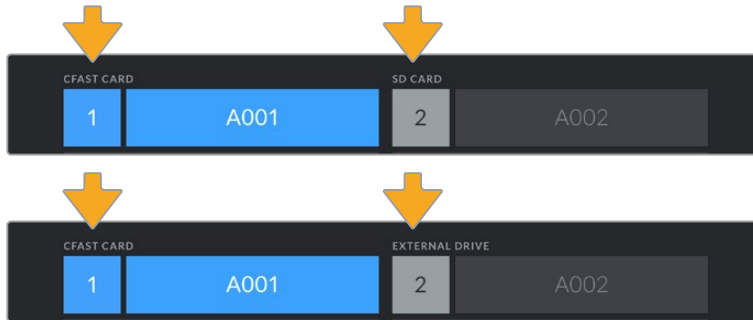 CFAST CARD SD CARD
1 A001 2 A002
CFAST CARD EXTERNAL DRIVE
1 A001 2 A002